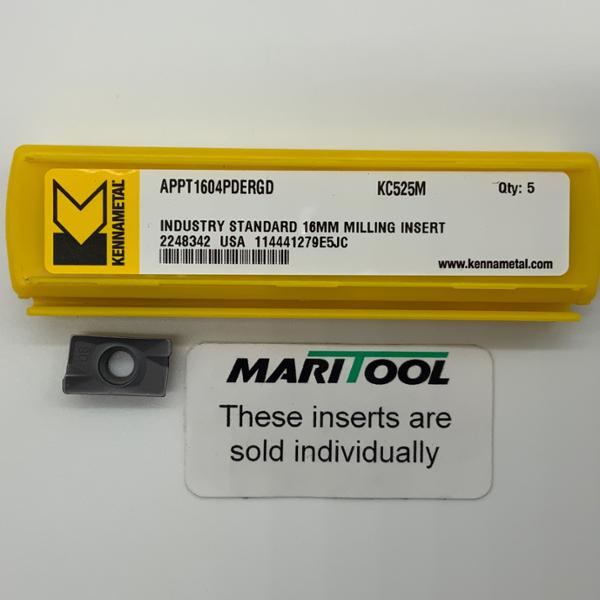 KENNAMETAL
APPT1604PDERGD KC525M Qty: 5
INDUSTRY STANDARD 16MM MILLING INSERT
2248342 USA 114441279E5JC
www.kennametal.com
MARITOOL
These inserts are
sold individually